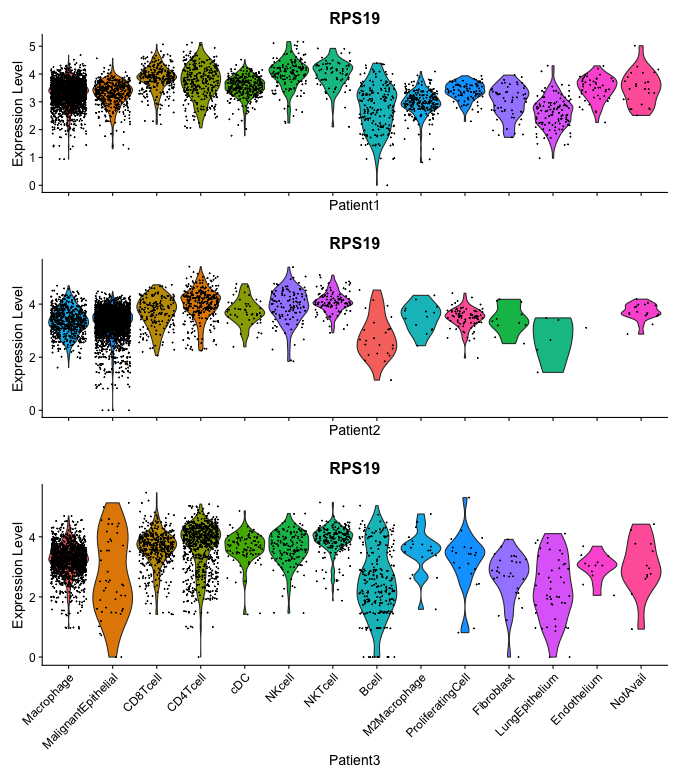 RPS19
Expression Level
5
4
3
2
1
0
Patient1
RPS19
Expression Level
4
2
0
Patient2
RPS19
Expression Level
4
2
0
Macrophage
MalignantEpithelial
CD8Tcell
CD4Tcell
cDC
NKcell
NKTcell
Bcell
M2Macrophage
ProliferatingCell
Fibroblast
LungEpithelium
Endothelium
NotAvail
Patient3